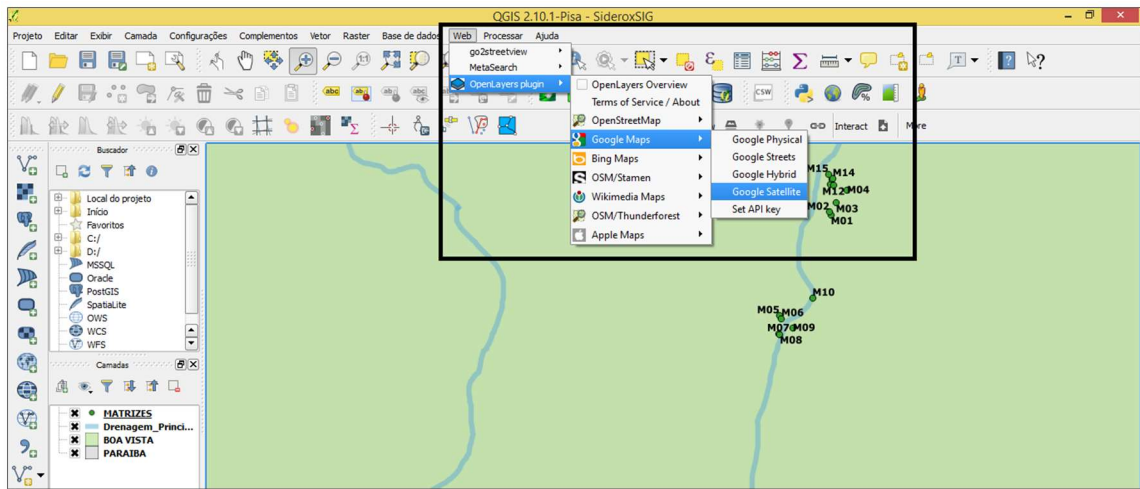 QGIS 2.10.1-Pisa - SideroxSIG
Projeto Editar Exibir Camada Configurações Complementos Vetor Raster Base de dados Web Processar Ajuda
go2streetview
MetaSearch
OpenLayers plugin
OpenLayers Overview
Terms of Service / About
OpenStreetMap
Google Maps
Bing Maps
OSM/Stamen
Wikimedia Maps
OSM/Thunderforest
Apple Maps
Google Physical
Google Streets
Google Hybrid
Google Satellite
Set API key
abc
CSW
Interact
Buscador
Local do projeto
Início
Favoritos
C:/
D:/
MSSQL
Oracle
PostGIS
SpatiaLite
OWS
WCS
WFS
Camadas
MATRIZES
Drenagem_Princi...
BOA VISTA
PARAIBA
M15
M14
M12
M04
M02
M03
M01
M10
M05
M06
M07
M09
M08